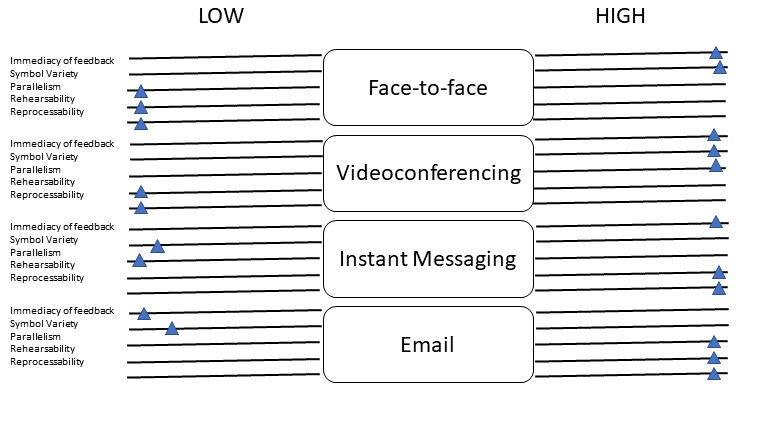 LOW HIGH
Immediacy of feedback
Symbol Variety
Parallelism
Rehearsability
Reprocessability
Face-to-face
Immediacy of feedback
Symbol Variety
Parallelism
Rehearsability
Reprocessability
Videoconferencing
Immediacy of feedback
Symbol Variety
Parallelism
Rehearsability
Reprocessability
Instant Messaging
Immediacy of feedback
Symbol Variety
Parallelism
Rehearsability
Reprocessability
Email